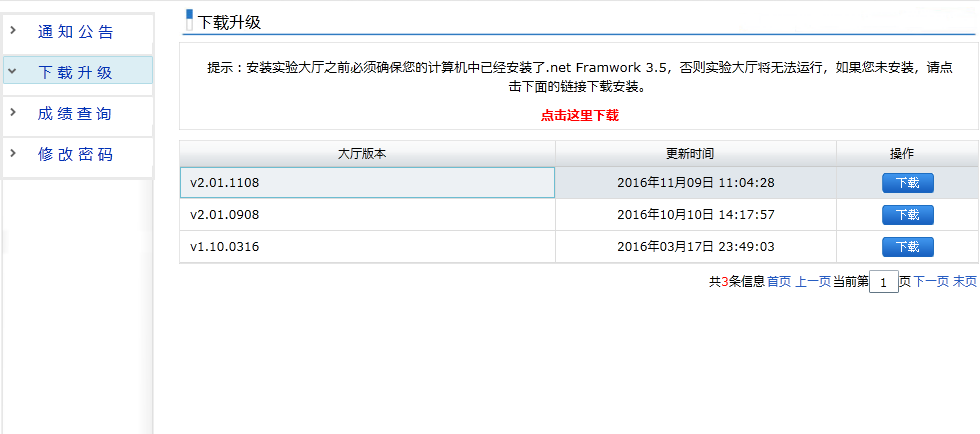 通知公告
下载升级
成绩查询
修改密码
下载升级
提示：安装实验大厅之前必须确保您的计算机中已经安装了.net Framwork 3.5，否则实验大厅将无法运行，如果您未安装，请点
击下面的链接下载安装。
点击这里下载
大厅版本 更新时间 操作
v2.01.1108 2016年11月09日 11:04:28 下载
v2.01.0908 2016年10月10日 14:17:57 下载
v1.10.0316 2016年03月17日 23:49:03 下载
共3条信息首页 上一页当前第1页下一页 末页